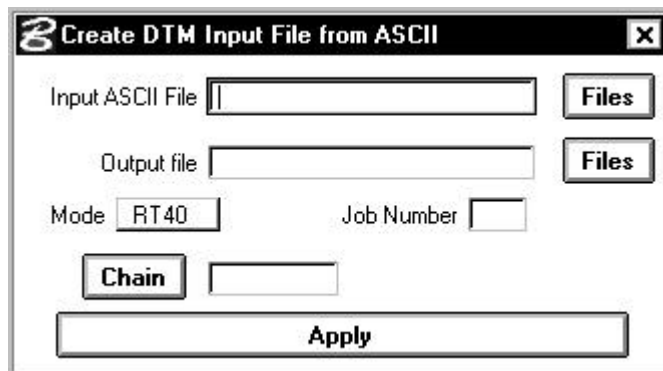 Create DTM Input File from ASCII
Input ASCII File Files
Output file Files
Mode RT40 Job Number
Chain
Apply